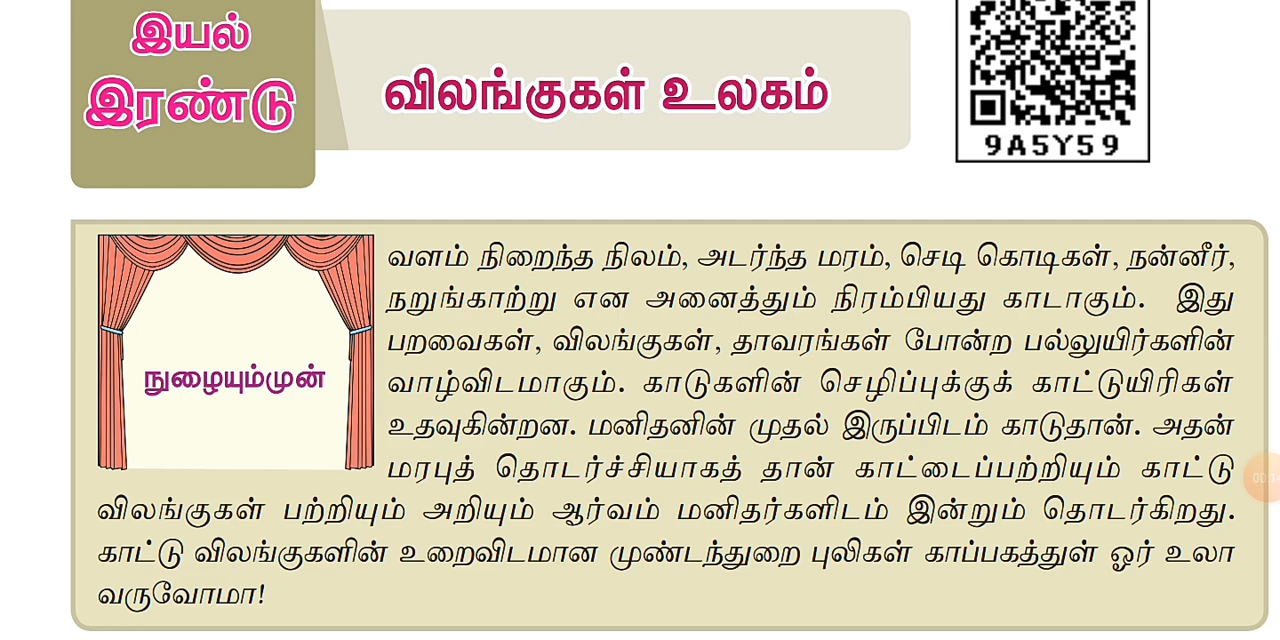 இயல்
இரண்டு
விலங்குகள் உலகம்
9A5Y59
நுழையும்முன்
வளம் நிறைந்த நிலம், அடர்ந்த மரம், செடி கொடிகள், நன்னீர்,
நறுங்காற்று என அனைத்தும் நிரம்பியது காடாகும். இது
பறவைகள், விலங்குகள், தாவரங்கள் போன்ற பல்லுயிர்களின்
வாழ்விடமாகும். காடுகளின் செழிப்புக்குக் காட்டுயிரிகள்
உதவுகின்றன. மனிதனின் முதல் இருப்பிடம் காடுதான். அதன்
மரபுத் தொடர்ச்சியாகத் தான் காட்டைப்பற்றியும் காட்டு
விலங்குகள் பற்றியும் அறியும் ஆர்வம் மனிதர்களிடம் இன்றும் தொடர்கிறது.
காட்டு விலங்குகளின் உறைவிடமான முண்டந்துறை புலிகள் காப்பகத்துள் ஓர் உலா
வருவோமா!